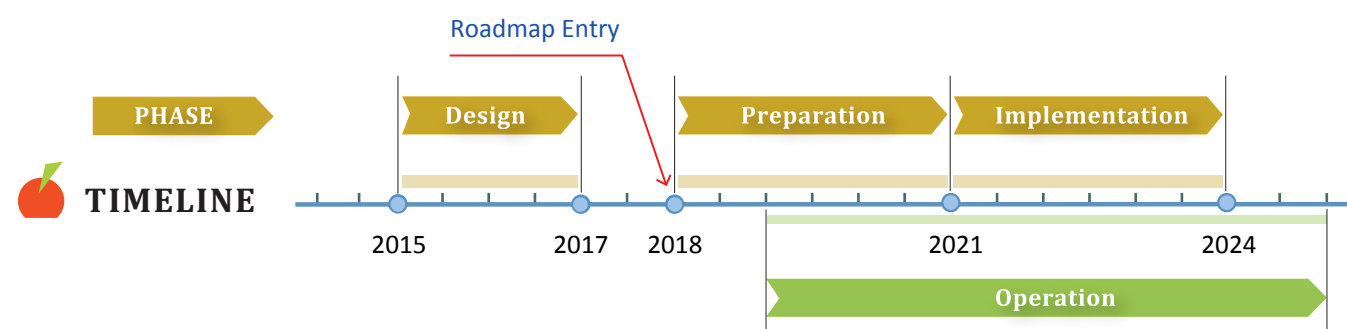 Roadmap Entry
PHASE
Design
Preparation
Implementation
TIMELINE
2015
2017
2018
2021
2024
Operation